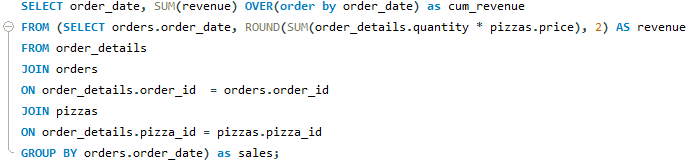 SELECT order_date, SUM(revenue) OVER(order by order_date) as cum_revenue
FROM (SELECT orders.order_date, ROUND(SUM(order_details.quantity * pizzas.price), 2) AS revenue
FROM order_details
JOIN orders
ON order_details.order_id  = orders.order_id
JOIN pizzas
ON order_details.pizza_id = pizzas.pizza_id
GROUP BY orders.order_date) as sales;